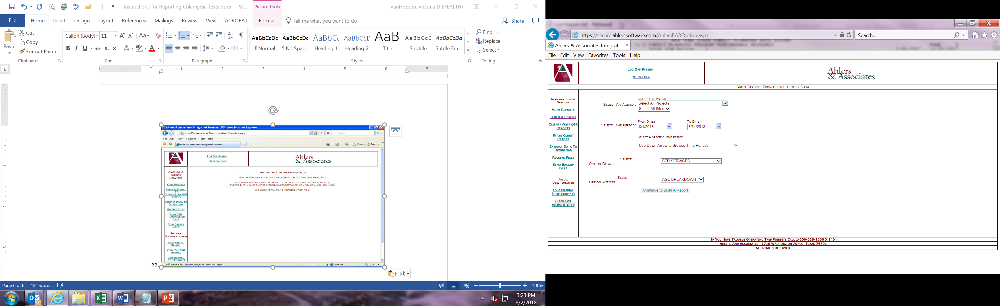 Instructions for Reporting Chlamydia Tests.docx - W...
Picture Tools
VanHoesen, Victoria D (HEALTH)
File
Home
Insert
Design
Layout
References
Mailings
Review
View
ACROBAT
Format
Tell me what you want to do
Share
Paste
Cut
Copy
Format Painter
Calibri (Body)
11
Find
Replace
Select
AaBbCcDc
AaBbCcDc
AaBbCc
AaBbCcD
AaB
AaBbCcD
AaBbCcDa
¶ Normal
¶ No Spac...
Heading 1
Heading 2
Title
Subtitle
Subtle Em...
Clipboard
Font
Paragraph
Styles
Editing
Ahlers & Associates Integrated Systems - Windows Internet Explorer
https://secure.ahlerssoftware.com/AhlersPageMenu.aspx
Live Search
File Edit View Favorites Tools Help
Ahlers & Associates Integrated Systems
Page
Tools
Log Off System
Refresh Logs
Ahlers
& Associates
Available
Remote
Services
View Reports
Build A Report
Client/Visit QIR
Reports
Extract Data To
Download
Receive Files
Send CVR
Transmission
Data
Send Backup
Data
Ahlers
Documentation
View AIS PC
Manual
View The CVR
Manual
CVR Manual
(PDF Format)
Welcome To Your Ahlers Web Site!
Please Choose Your Available Services On The Left Menu Bar
Any Feedback And Suggestions You'd Like To Offer On The Web Site,
Please Email CustomerService@AhlersSoftware.Com Or Call 800-888-1836.
We Look Forward To Hearing From You!
https://secure.ahlerssoftware.com/AhlersBarOption.aspx
Internet
100%
22.
(Ctrl)
Page 6 of 6
431 words
100%
3:23 PM
8/2/2018
https://secure.ahlerssoftware.com/AhlersBAROption.aspx
Search...
Ahlers & Associates Integrat...
File Edit View Favorites Tools Help
Log Off System
View Logs
Ahlers
& Associates
Build Reports From Client History Data
Available Remote
Services
View Reports
Build A Report
Client/Visit QIR
Reports
State Client
Report
Extract Data To
Download
Receive Files
Send Backup
Data
Ahlers
Documentation
CVR Manual
(PDF Format)
Click For
WebSite Help
State Of NewYork
Select An Agency:
Select All Projects
Select All Sites
Select Time Period:
From Date:
8/1/2018
To Date:
8/31/2018
Select A Specific Time Period:
Use Down Arrow to Browse Time Periods
Select
Option Down:
STD SERVICES
Select
Option Across:
AGE BREAKDOWN
Continue to Build A Report
If You Have Trouble Operating This Website Call 1-800-888-1836 X 140
Ahlers And Associates , 1710 Washington ,Waco, Texas 76701
All Rights Reserved